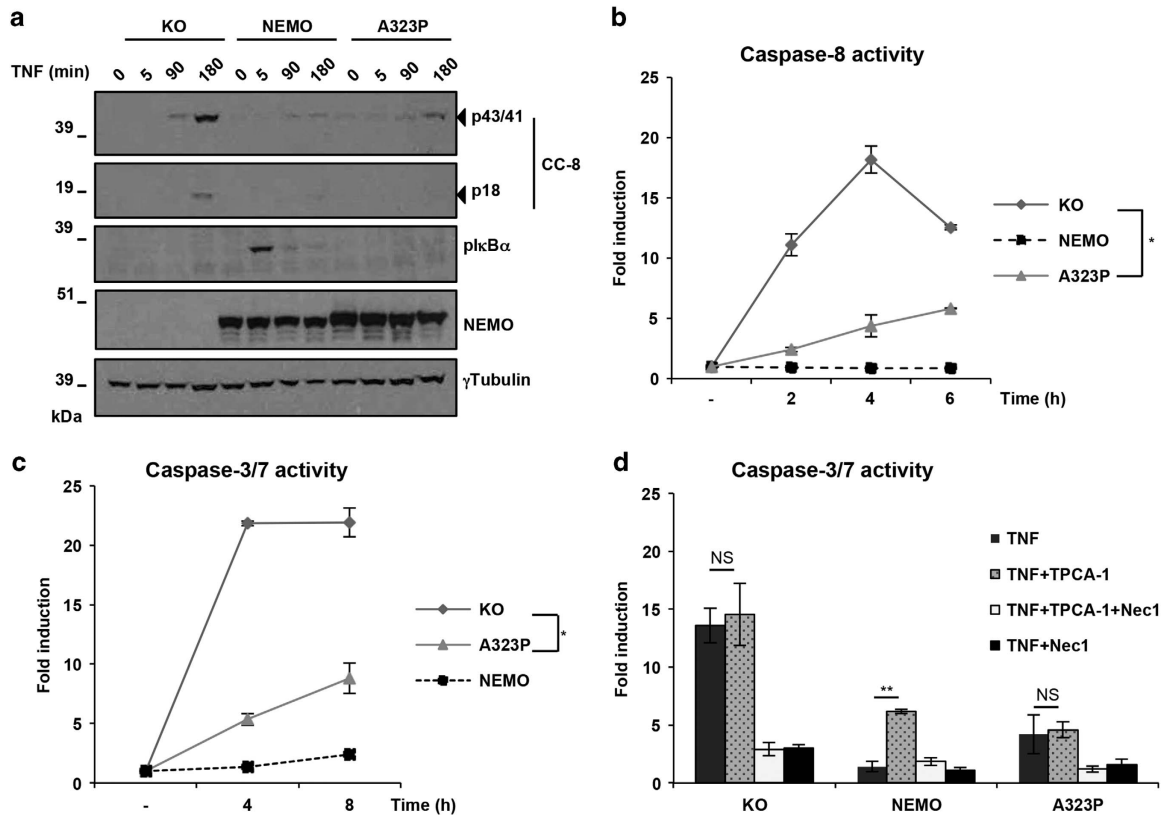 a
KO NEMO A323P
TNF (min) 0 5 90 180 0 5 90 180 0 5 90 180
39
p43/41
CC-8
19
p18
39
pIκBα
51
NEMO
39
γTubulin
kDa
b
Caspase-8 activity
Fold induction
25
20
15
10
5
0
- 2 4 6 Time (h)
KO
NEMO
A323P
*
c
Caspase-3/7 activity
Fold induction
25
20
15
10
5
0
- 4 8 Time (h)
KO
A323P
NEMO
*
d
Caspase-3/7 activity
Fold induction
25
20
15
10
5
0
NS
**
NS
KO NEMO A323P
TNF
TNF+TPCA-1
TNF+TPCA-1+Nec1
TNF+Nec1